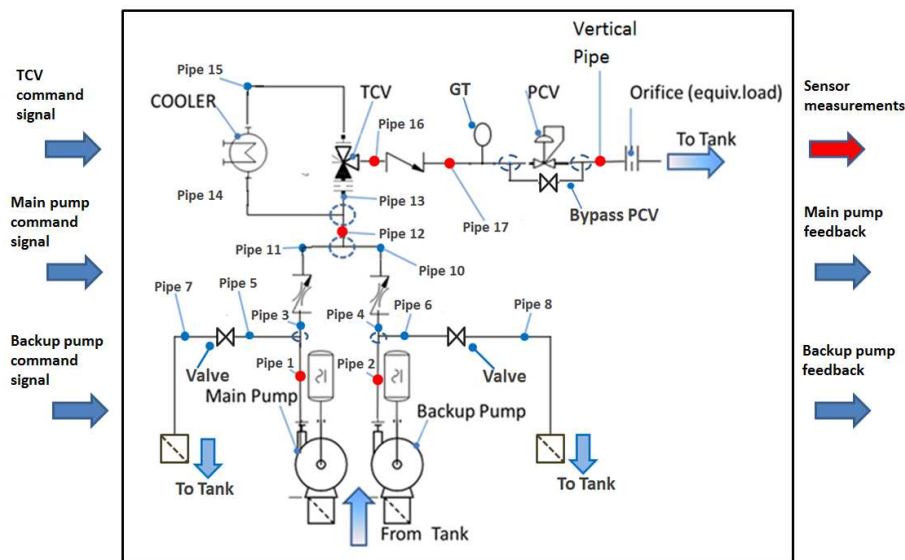 TCV
command
signal
Main pump
command
signal
Backup pump
command
signal
Pipe 15
COOLER
TCV
Pipe 16
GT
PCV
Vertical
Pipe
Orifice (equiv.load)
To Tank
Pipe 14
Pipe 13
Pipe 17
Bypass PCV
Pipe 12
Pipe 11
Pipe 10
Pipe 7
Pipe 5
Pipe 3
Pipe 4
Pipe 6
Pipe 8
Valve
Pipe 1
Pipe 2
Valve
Main Pump
Backup Pump
To Tank
From Tank
To Tank
Sensor
measurements
Main pump
feedback
Backup pump
feedback